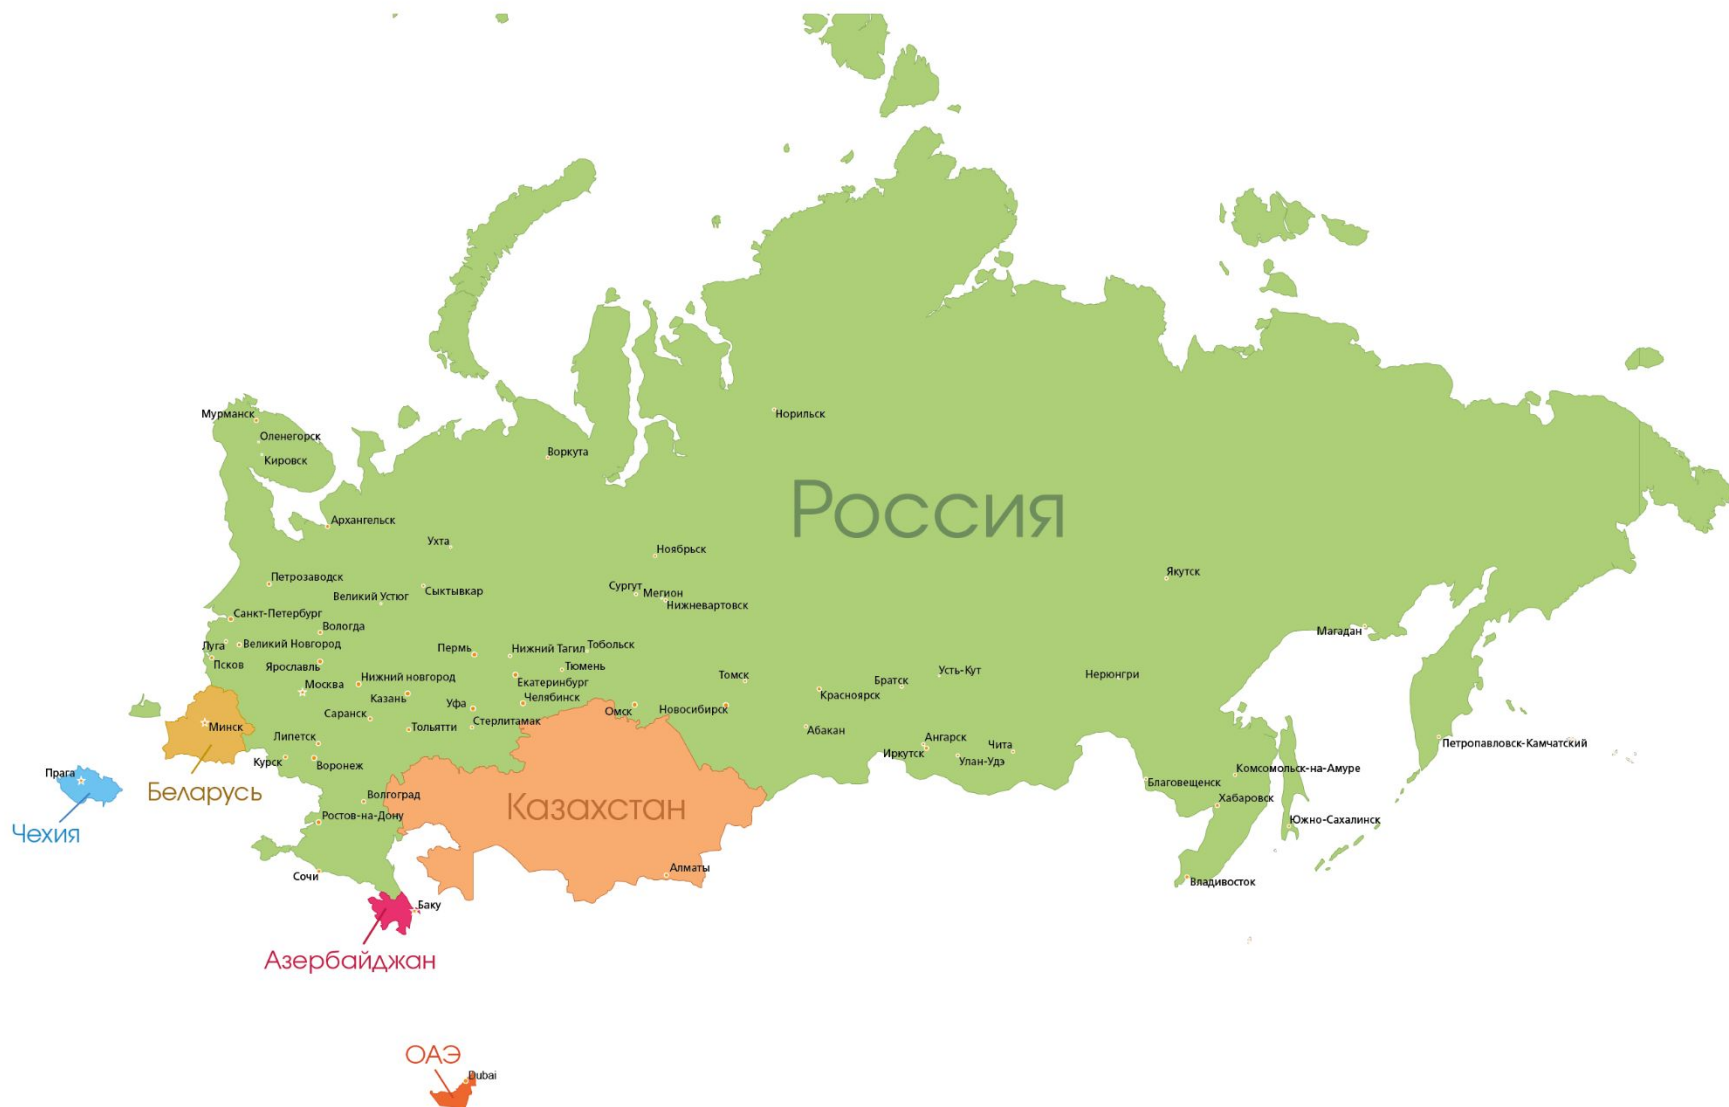 Мурманск
Норильск
Оленегорск
Воркута
Кировск
Россия
Архангельск
Ухта
Ноябрьск
Якутск
Петрозаводск
Сургут
Сыктывкар
Мегион
Великий Устюг
Нижневартовск
Санкт-Петербург
Вологда
Магадан
Луга
Великий Новгород
Пермь
Нижний Тагил
Тобольск
Псков
Ярославль
Тюмень
Усть-Кут
Томск
Братск
Нерюнгри
Москва
Нижний новгород
Екатеринбург
Красноярск
Казань
Челябинск
Уфа
Новосибирск
Омск
Саранск
Стерлитамак
Минск
Тольятти
Абакан
Липецк
Ангарск
Чита
Петропавловск-Камчатский
Иркутск
Курск
Воронеж
Улан-Удэ
Комсомольск-на-Амуре
Прага
Благовещенск
Беларусь
Волгоград
Казахстан
Хабаровск
Ростов-на-Дону
Южно-Сахалинск
Чехия
Алматы
Сочи
Владивосток
Баку
Азербайджан
ОАЭ
Dubai